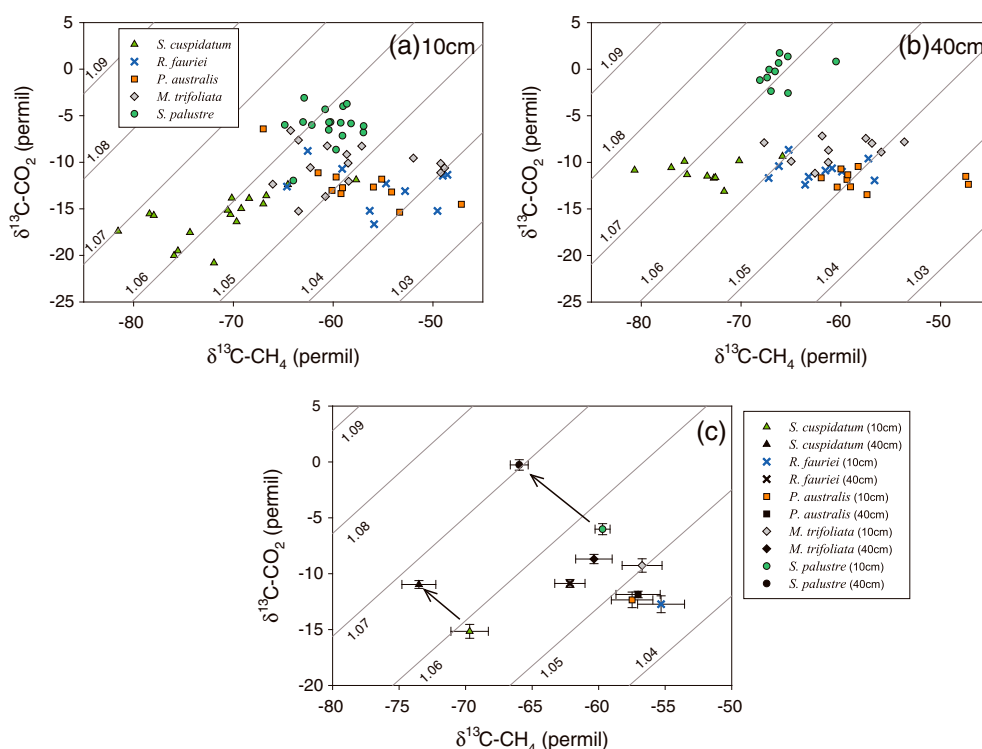 (a)10cm
S. cuspidatum
R. fauriei
P. australis
M. trifoliata
S. palustre
5
0
-5
-10
-15
-20
-25
δ13C-CO2 (permil)
1.09
1.08
1.07
1.06
1.05
1.04
1.03
-80
-70
-60
-50
δ13C-CH4 (permil)
(b) 40cm
5
0
-5
-10
-15
-20
-25
1.09
1.08
1.07
1.06
1.05
1.04
1.03
-80
-70
-60
-50
δ13C-CH4 (permil)
(c)
5
0
-5
-10
-15
-20
δ13C-CO2 (permil)
1.09
1.08
1.07
1.06
1.05
1.04
-80
-75
-70
-65
-60
-55
-50
δ13C-CH4 (permil)
S. cuspidatum (10cm)
S. cuspidatum (40cm)
R. fauriei (10cm)
R. fauriei (40cm)
P. australis (10cm)
P. australis (40cm)
M. trifoliata (10cm)
M. trifoliata (40cm)
S. palustre (10cm)
S. palustre (40cm)